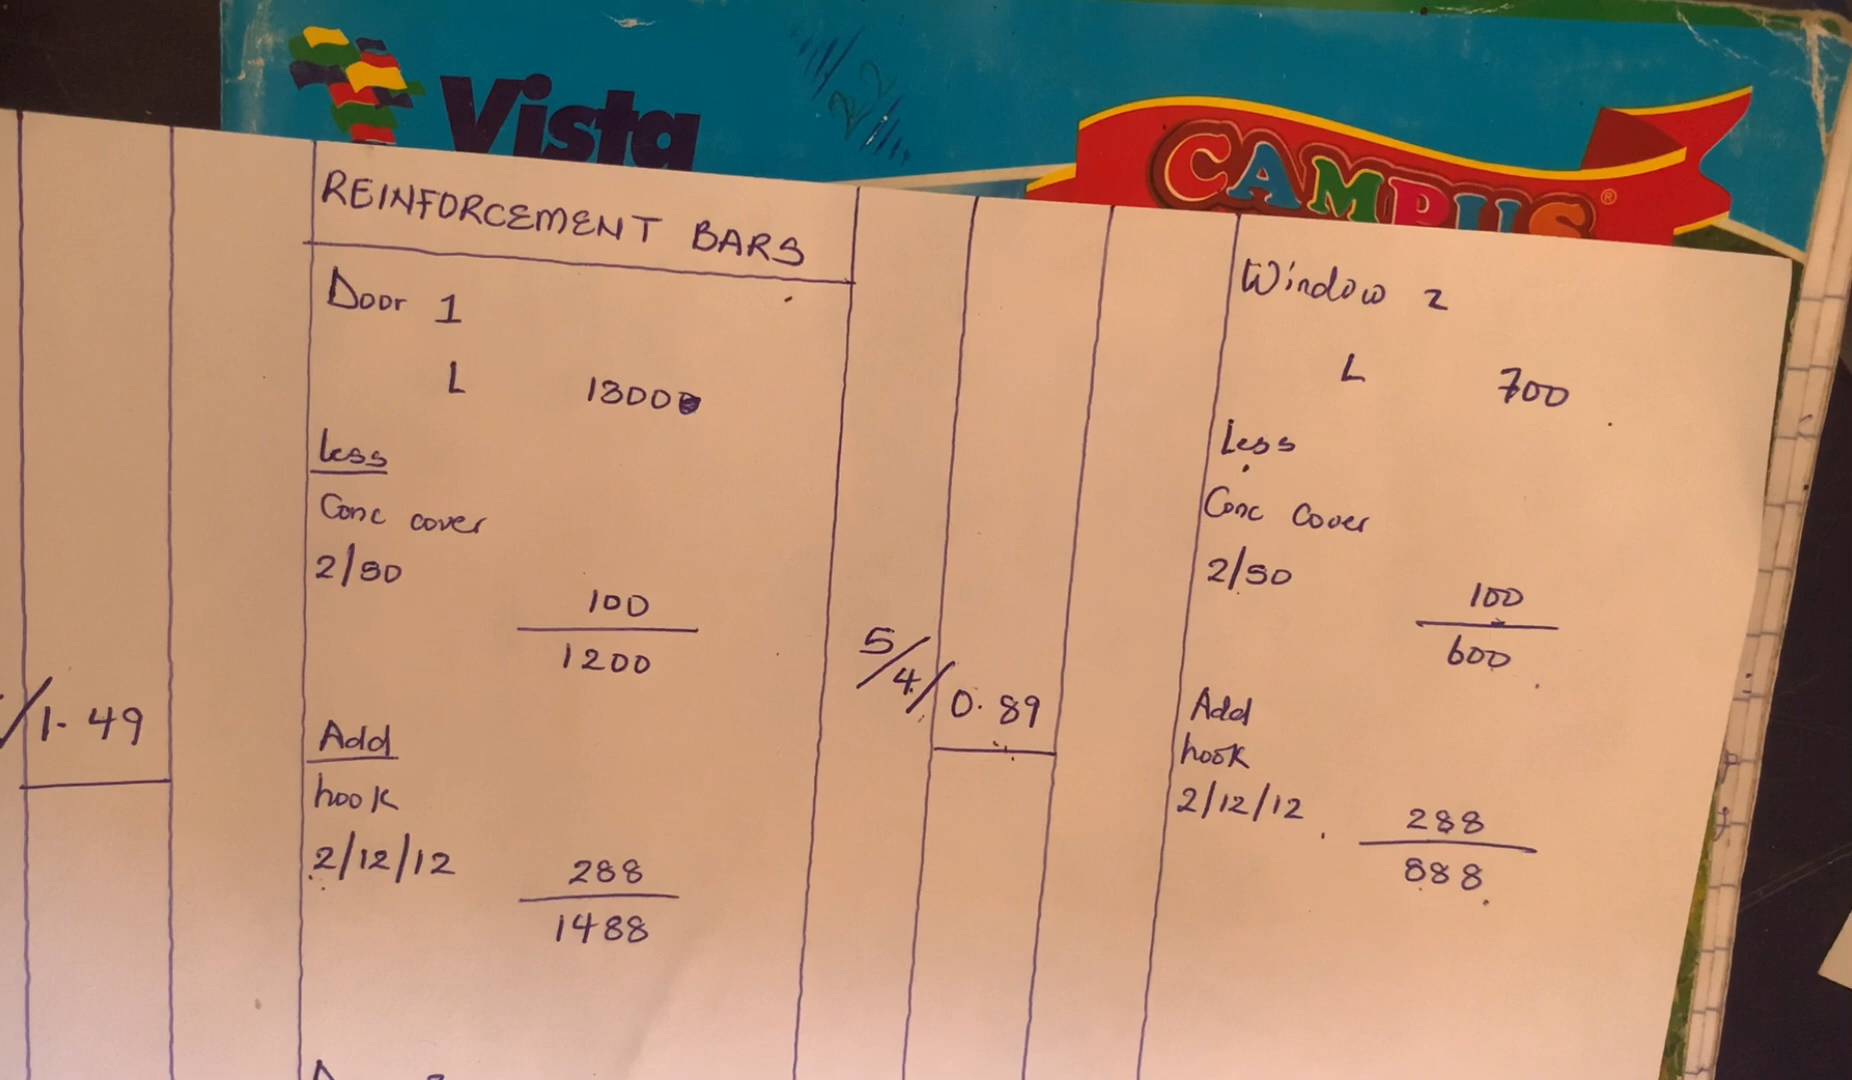 Vista
CAMPUS®
REINFORCEMENT BARS
Door 1
L 1300
Less
Conc cover
2/50
100
1200
/1.49
Add
hook
2/12/12
288
1488
Window 2
L 700
Less
Conc Cover
2/50
100
600
5/4/0.89
Add
hook
2/12/12
288
888